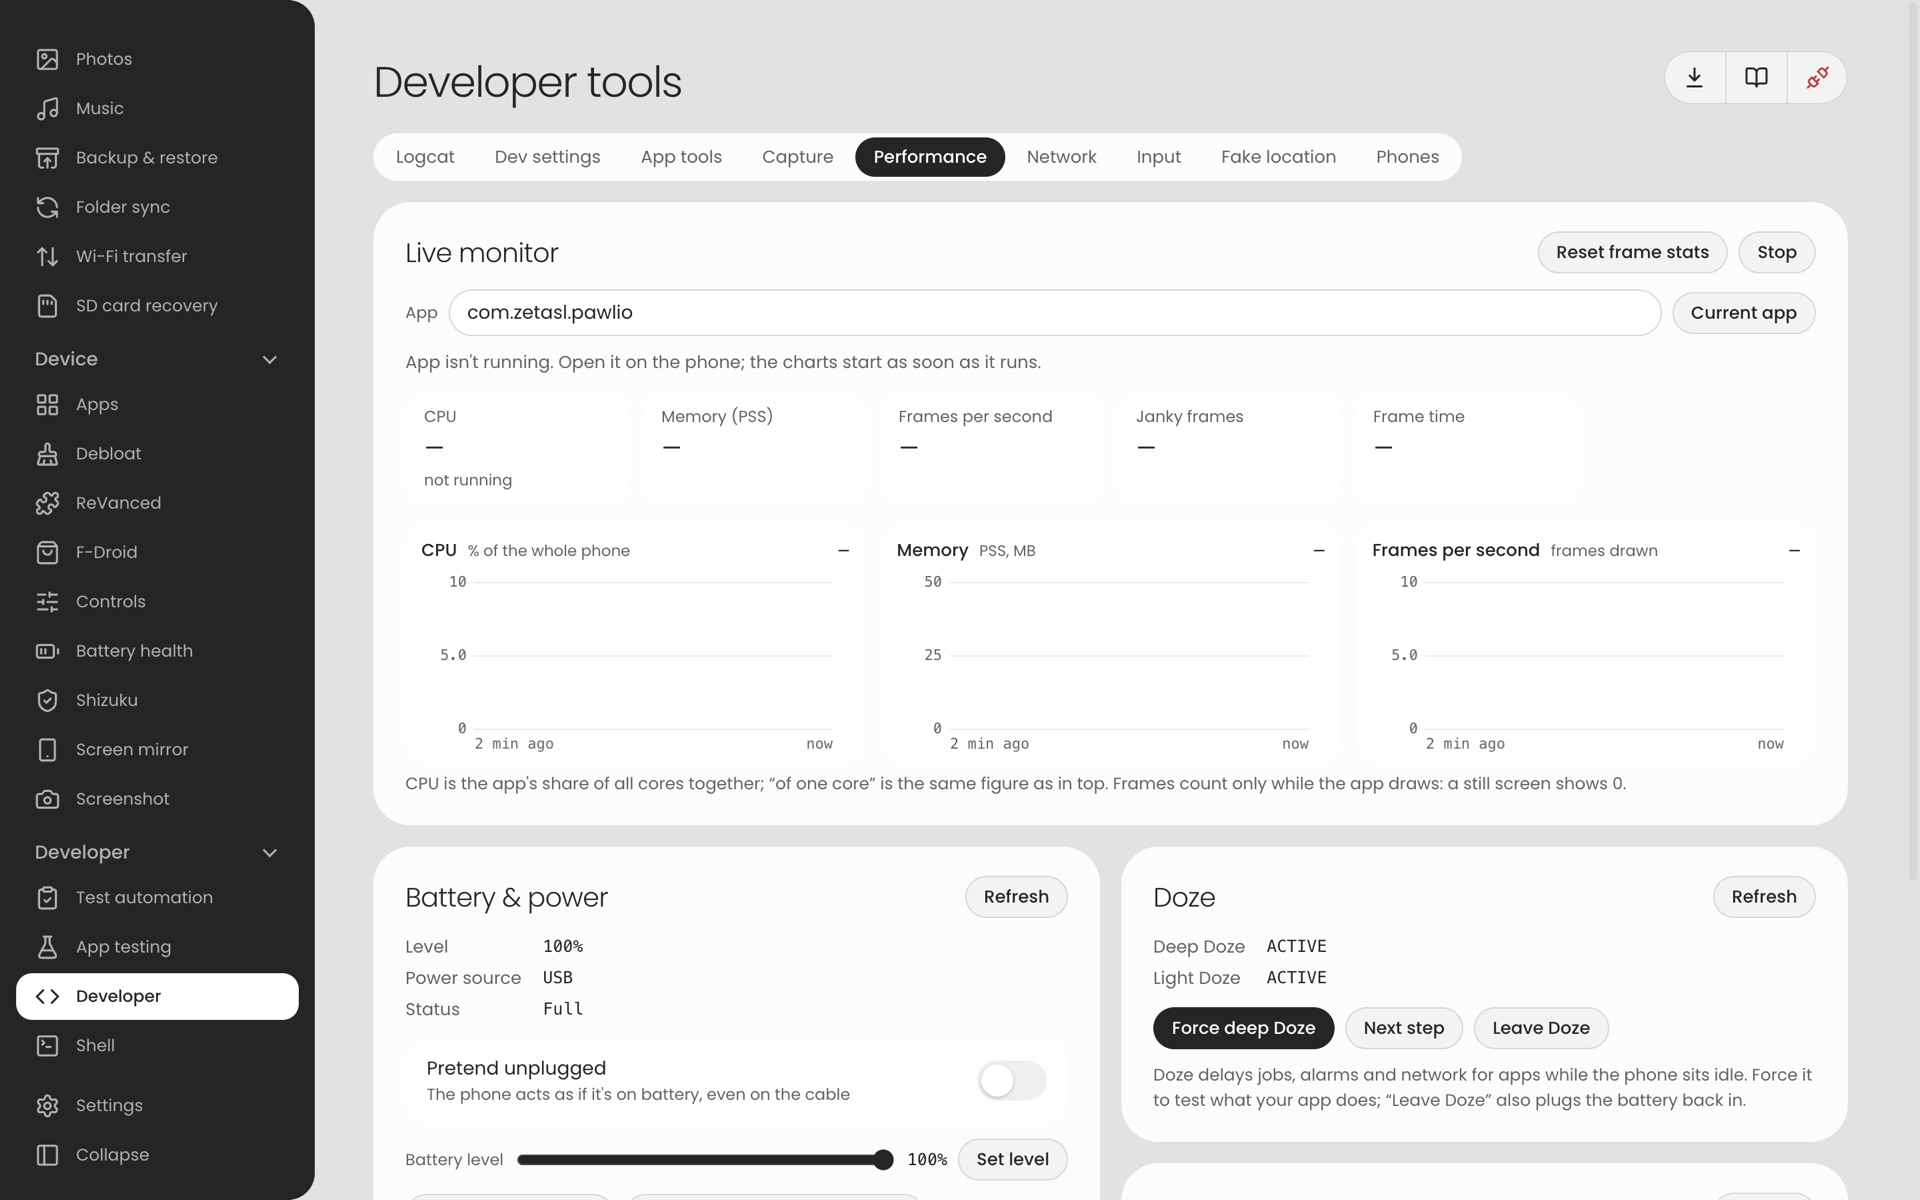 Photos
Music
Backup & restore
Folder sync
Wi-Fi transfer
SD card recovery
Device
Apps
Debloat
ReVanced
F-Droid
Controls
Battery health
Shizuku
Screen mirror
Screenshot
Developer
Test automation
App testing
Developer
Shell
Settings
Collapse
Developer tools
Logcat Dev settings App tools Capture Performance Network Input Fake location Phones
Live monitor Reset frame stats Stop
App com.zetasl.pawlio Current app
App isn't running. Open it on the phone; the charts start as soon as it runs.
CPU Memory (PSS) Frames per second Janky frames Frame time
— — — — —
not running
CPU % of the whole phone –
10
5.0
0
2 min ago now
Memory PSS, MB –
50
25
0
2 min ago now
Frames per second frames drawn –
10
5.0
0
2 min ago now
CPU is the app's share of all cores together; “of one core” is the same figure as in top. Frames count only while the app draws: a still screen shows 0.
Battery & power Refresh
Level 100%
Power source USB
Status Full
Pretend unplugged
The phone acts as if it's on battery, even on the cable
Battery level 100% Set level
Doze Refresh
Deep Doze ACTIVE
Light Doze ACTIVE
Force deep Doze Next step Leave Doze
Doze delays jobs, alarms and network for apps while the phone sits idle. Force it
to test what your app does; “Leave Doze” also plugs the battery back in.